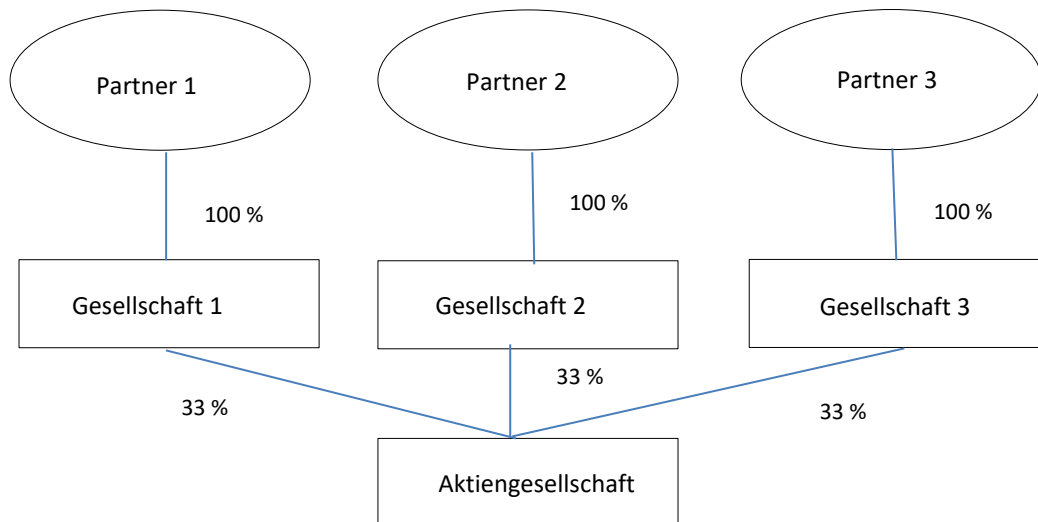 Partner 1
Partner 2
Partner 3
100 %
100 %
100 %
Gesellschaft 1
Gesellschaft 2
Gesellschaft 3
33 %
33 %
33 %
Aktiengesellschaft